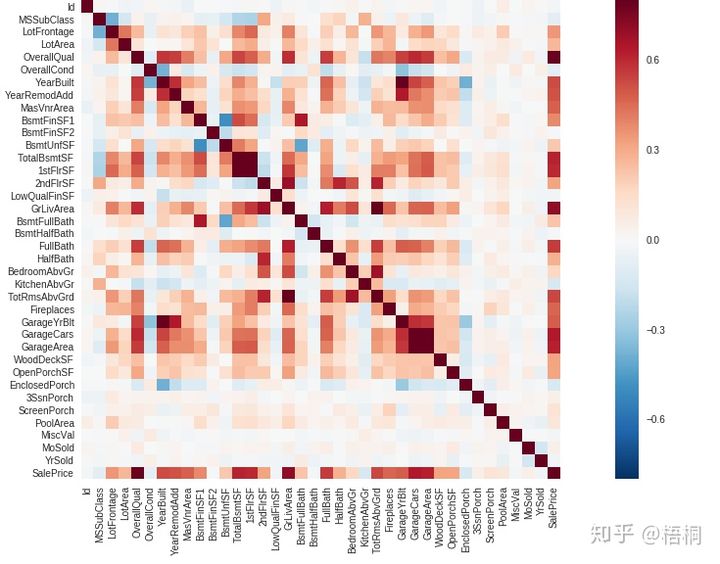 Id
MSSubClass
LotFrontage
LotArea
OverallQual
OverallCond
YearBuilt
YearRemodAdd
MasVnrArea
BsmtFinSF1
BsmtFinSF2
BsmtUnfSF
TotalBsmtSF
1stFlrSF
2ndFlrSF
LowQualFinSF
GrLivArea
BsmtFullBath
BsmtHalfBath
FullBath
HalfBath
BedroomAbvGr
KitchenAbvGr
TotRmsAbvGrd
Fireplaces
GarageYrBlt
GarageCars
GarageArea
WoodDeckSF
OpenPorchSF
EnclosedPorch
3SsnPorch
ScreenPorch
PoolArea
MiscVal
MoSold
YrSold
SalePrice
Id
MSSubClass
LotFrontage
LotArea
OverallQual
OverallCond
YearBuilt
YearRemodAdd
MasVnrArea
BsmtFinSF1
BsmtFinSF2
BsmtUnfSF
TotalBsmtSF
1stFlrSF
2ndFlrSF
LowQualFinSF
GrLivArea
BsmtFullBath
BsmtHalfBath
FullBath
HalfBath
BedroomAbvGr
KitchenAbvGr
TotRmsAbvGrd
Fireplaces
GarageYrBlt
GarageCars
GarageArea
WoodDeckSF
OpenPorchSF
EnclosedPorch
3SsnPorch
ScreenPorch
PoolArea
MiscVal
MoSold
YrSold
SalePrice
0.6
0.3
0.0
−0.3
−0.6
知乎 @梧桐